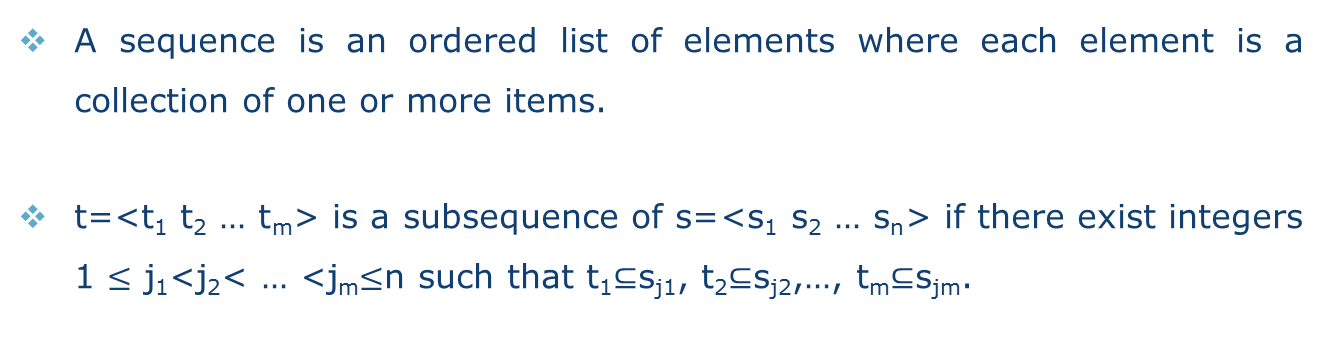 ❖ A sequence is an ordered list of elements where each element is a
collection of one or more items.
❖ t=<t₁ t₂ … tₘ> is a subsequence of s=<s₁ s₂ … sₙ> if there exist integers
1 ≤ j₁<j₂< … <jₘ≤n such that t₁⊆sⱼ₁, t₂⊆sⱼ₂,…, tₘ⊆sⱼₘ.